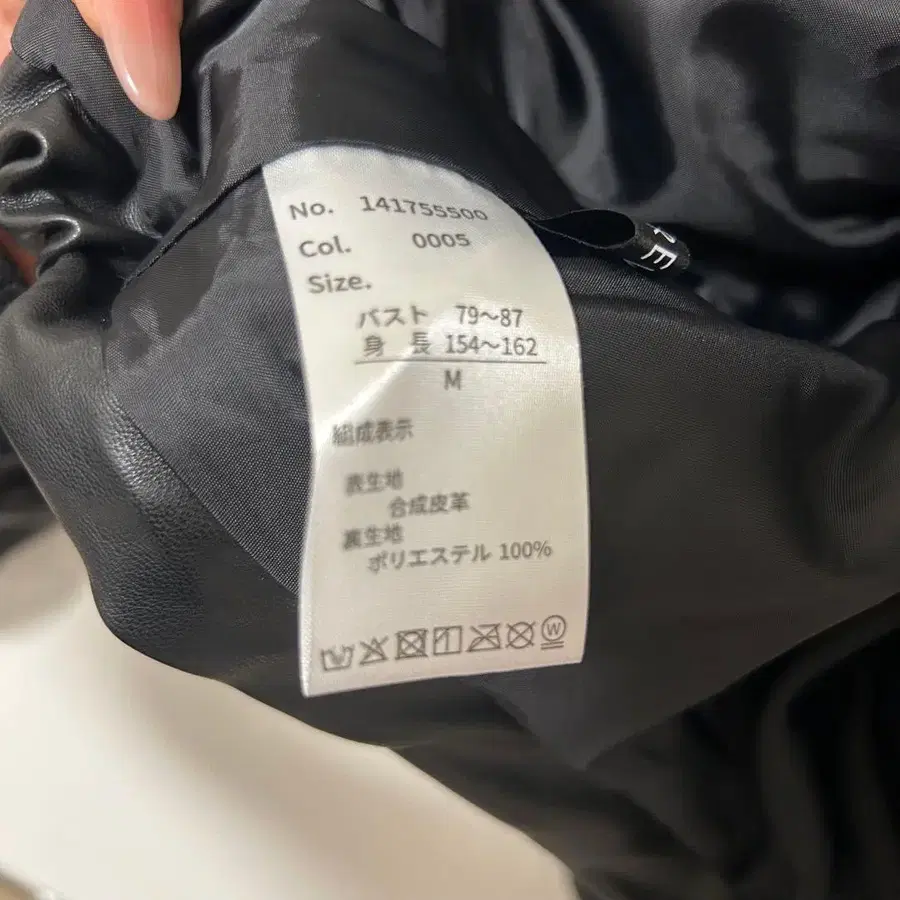 No. 141755500
Col. 0005
Size.
バスト 79～87
身 長 154～162
M
組成表示
表生地
合成皮革
裏生地
ポリエステル 100%
W